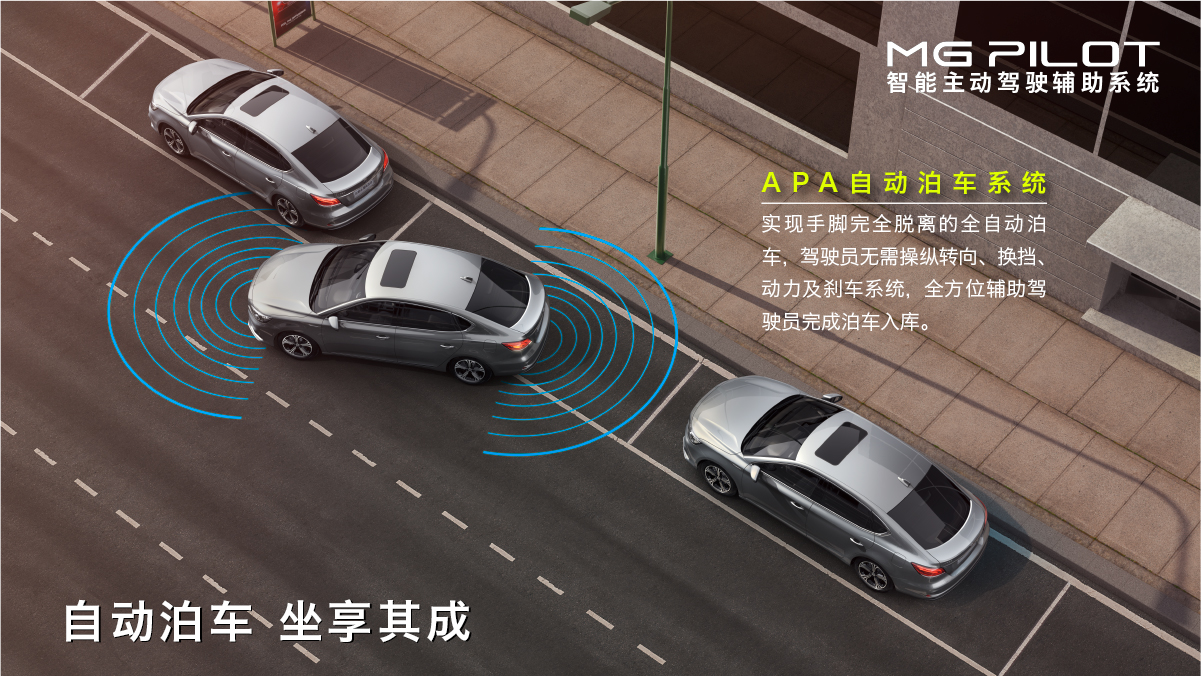 MG PILOT
智能主动驾驶辅助系统
APA自动泊车系统
实现手脚完全脱离的全自动泊
车，驾驶员无需操纵转向、换挡、
动力及刹车系统，全方位辅助驾
驶员完成泊车入库。
自动泊车 坐享其成